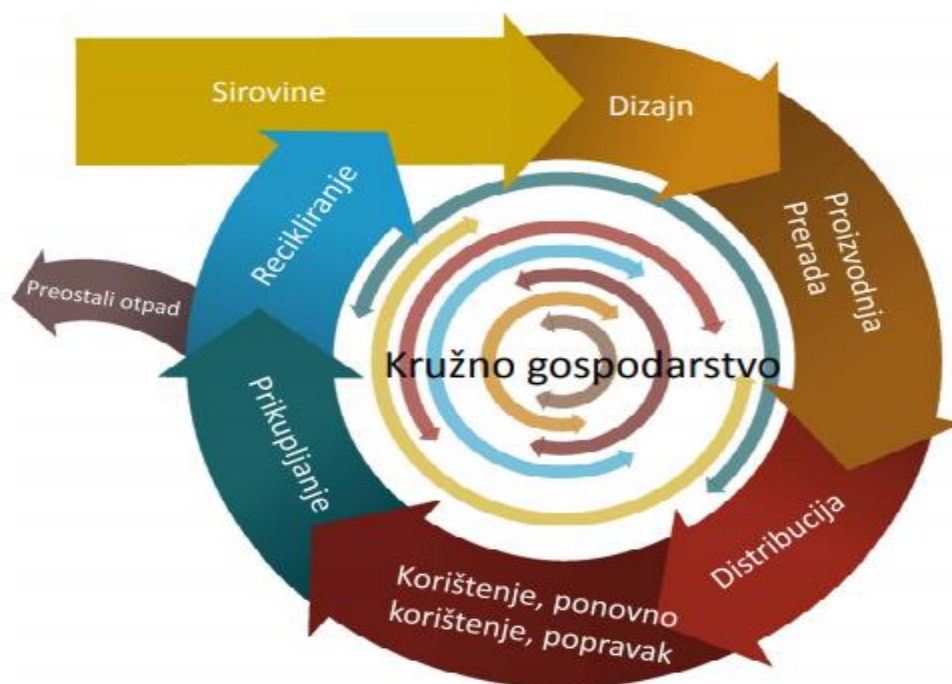 Sirovine
Dizajn
Proizvodnja
Prerada
Distribucija
Korištenje, ponovno
korištenje, popravak
Prikupljanje
Recikliranje
Preostali otpad
Kružno gospodarstvo